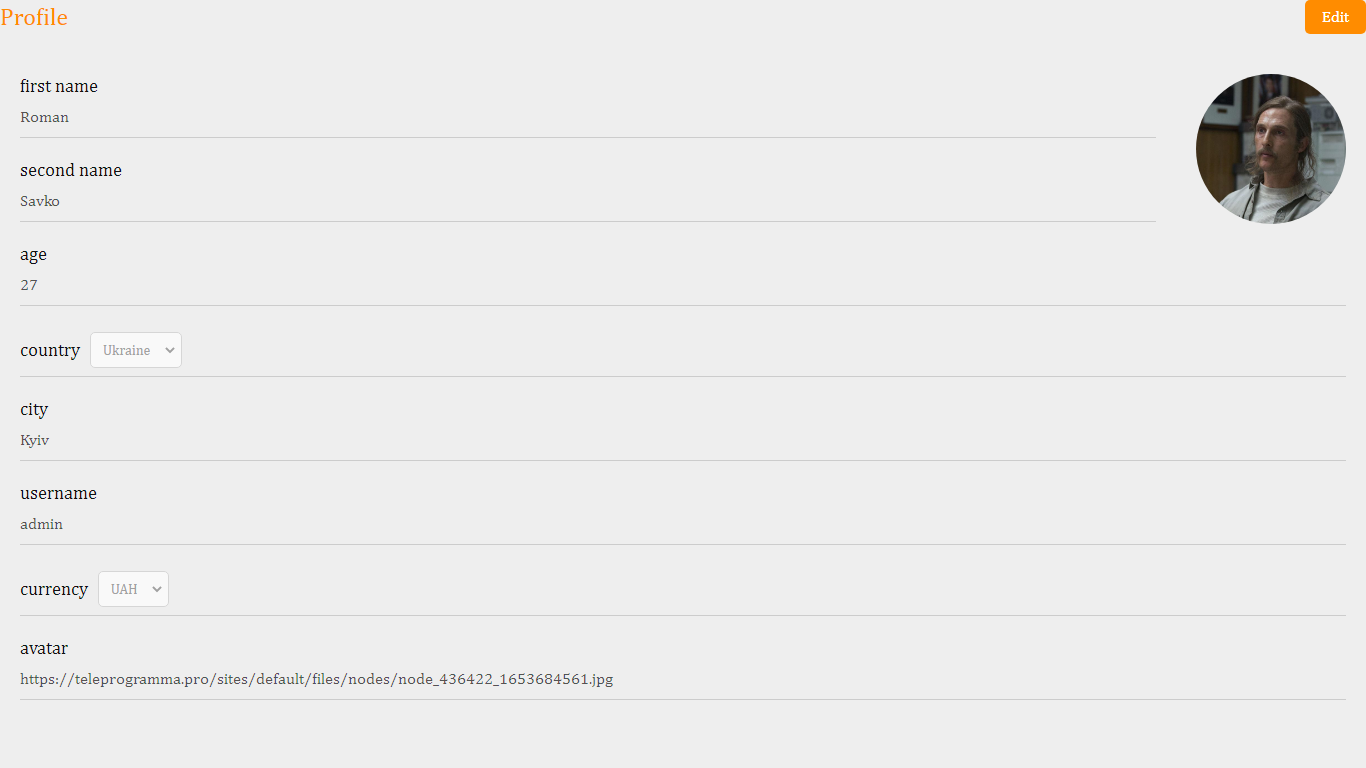 Profile
Edit
first name
Roman
second name
Savko
age
27
country Ukraine
city
Kyiv
username
admin
currency UAH
avatar
https://teleprogramma.pro/sites/default/files/nodes/node_436422_1653684561.jpg